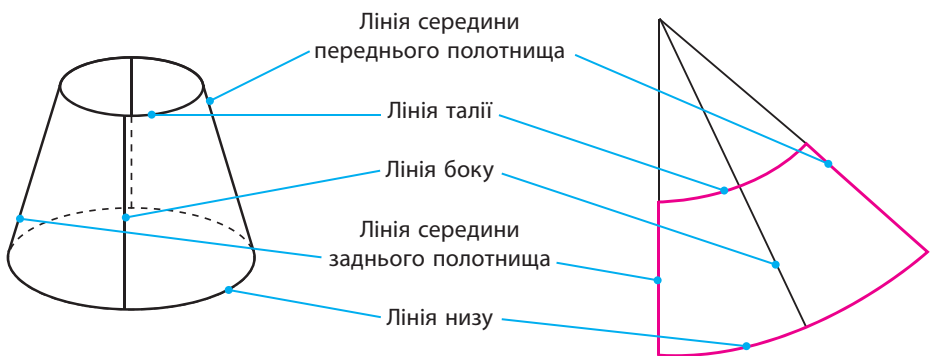 Лінія середини
переднього полотнища
Лінія талії
Лінія боку
Лінія середини
заднього полотнища
Лінія низу